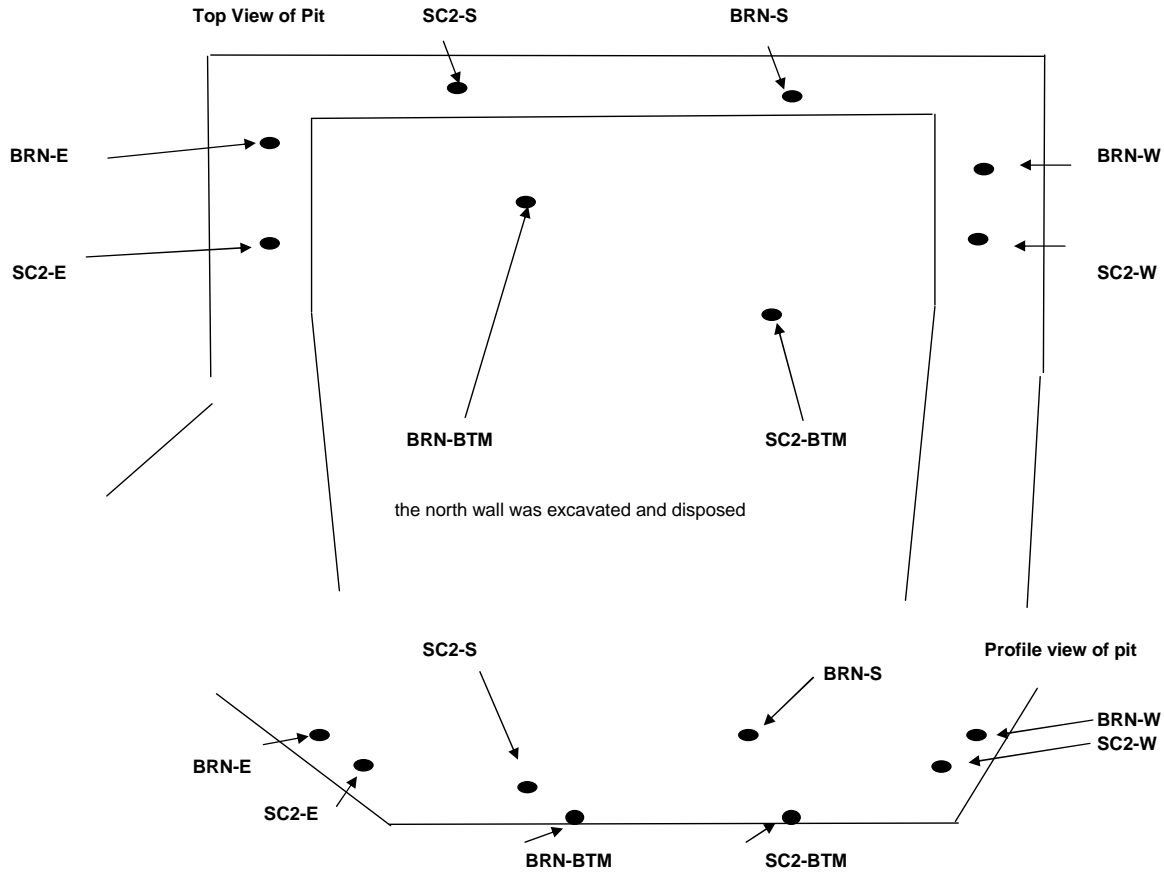 Top View of Pit
SC2-S
BRN-S
BRN-E
BRN-W
SC2-E
SC2-W
BRN-BTM
SC2-BTM
the north wall was excavated and disposed
SC2-S
Profile view of pit
BRN-S
BRN-W
SC2-W
BRN-E
SC2-E
BRN-BTM
SC2-BTM